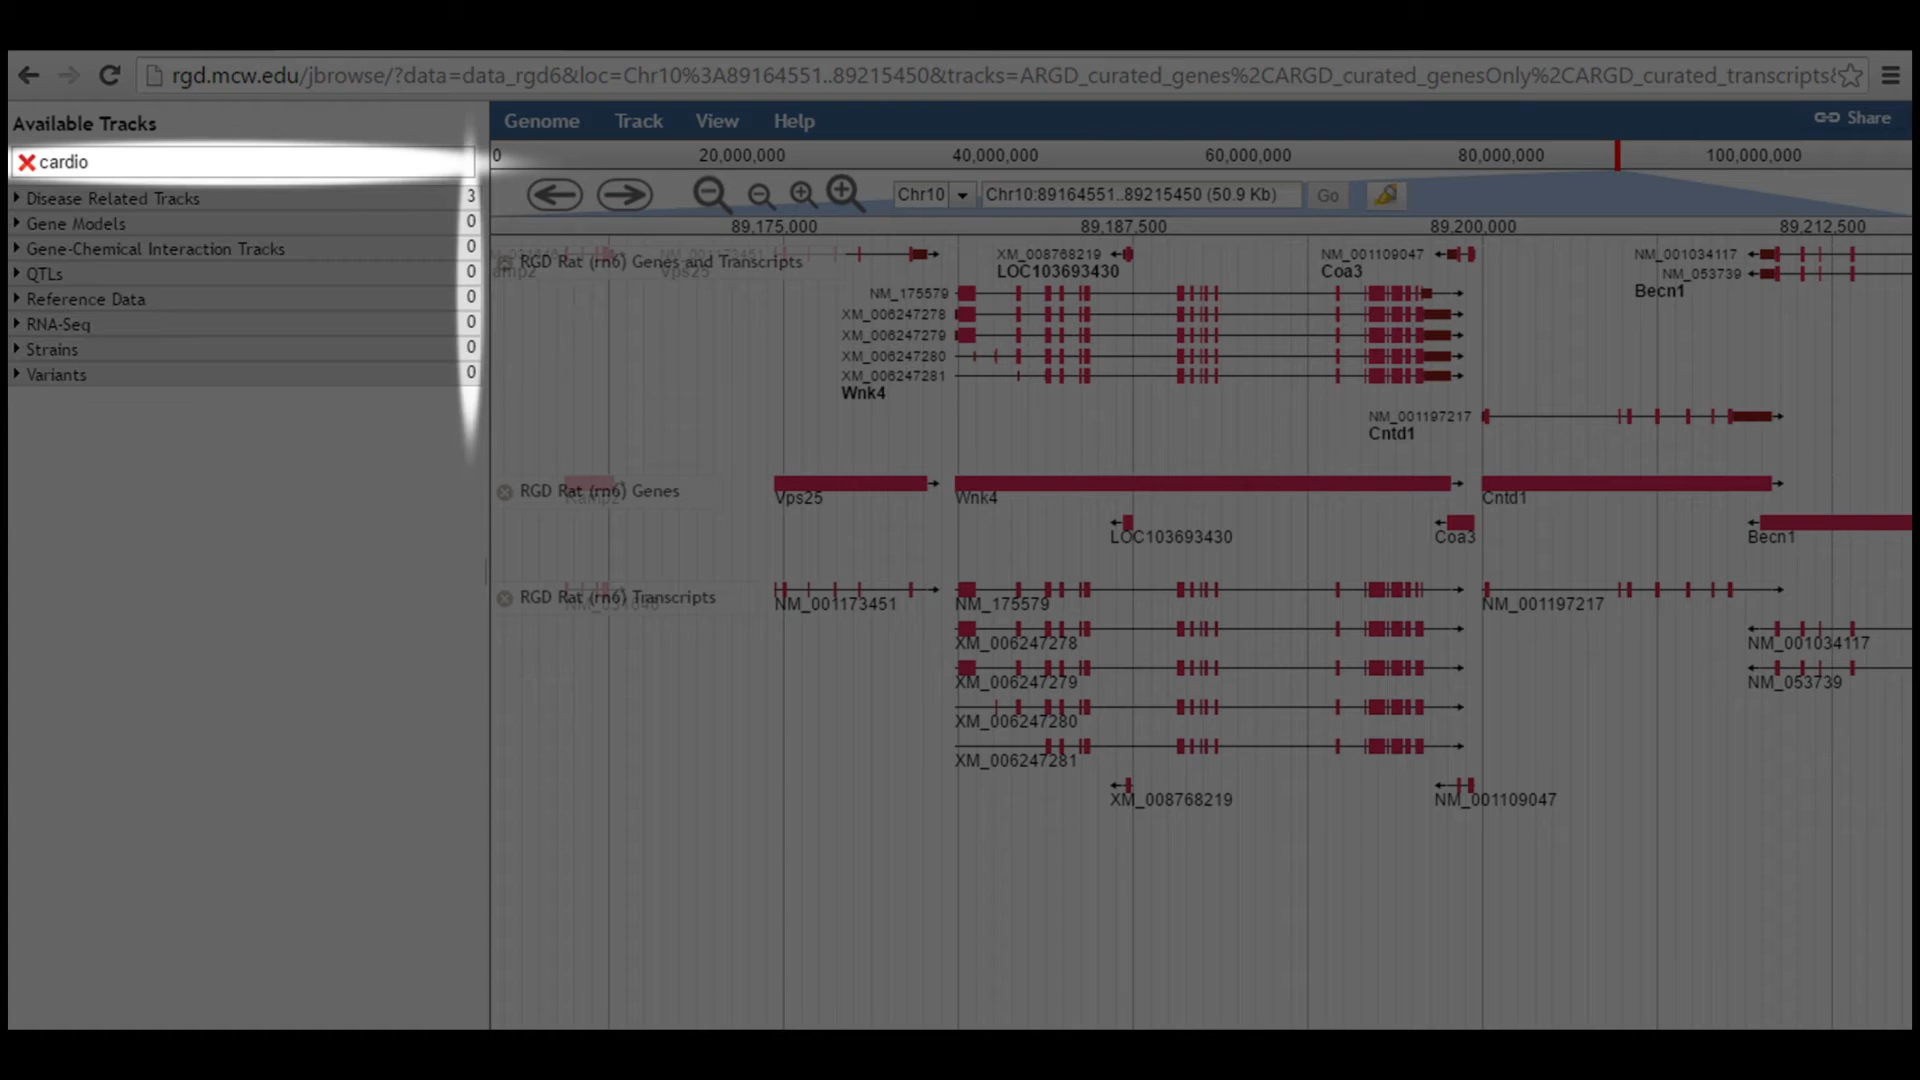 rgd.mcw.edu/jbrowse/?data=data_rgd6&loc=Chr10%3A89164551..89215450&tracks=ARGD_curated_genes%2CARGD_curated_genesOnly%2CARGD_curated_transcripts
Available Tracks
cardio
Disease Related Tracks 3
Gene Models 0
Gene-Chemical Interaction Tracks 0
QTLs 0
Reference Data 0
RNA-Seq 0
Strains 0
Variants 0
Genome Track View Help Share
0 20,000,000 40,000,000 60,000,000 80,000,000 100,000,000
Chr10 Chr10:89164551..89215450 (50.9 Kb) Go
89,175,000 89,187,500 89,200,000 89,212,500
RGD Rat (rn6) Genes and Transcripts
NM_001173451 XM_008768219 NM_001109047 NM_001034117
Vps25 LOC103693430 Coa3 NM_053739
Becn1
NM_175579
XM_006247278
XM_006247279
XM_006247280
XM_006247281
Wnk4
NM_001197217
Cntd1
RGD Rat (rn6) Genes
Ramp2 Vps25 Wnk4 Cntd1
LOC103693430 Coa3 Becn1
RGD Rat (rn6) Transcripts
NM_001173451 NM_175579 NM_001197217
XM_006247278 NM_001034117
XM_006247279 NM_053739
XM_006247280
XM_006247281
XM_008768219 NM_001109047